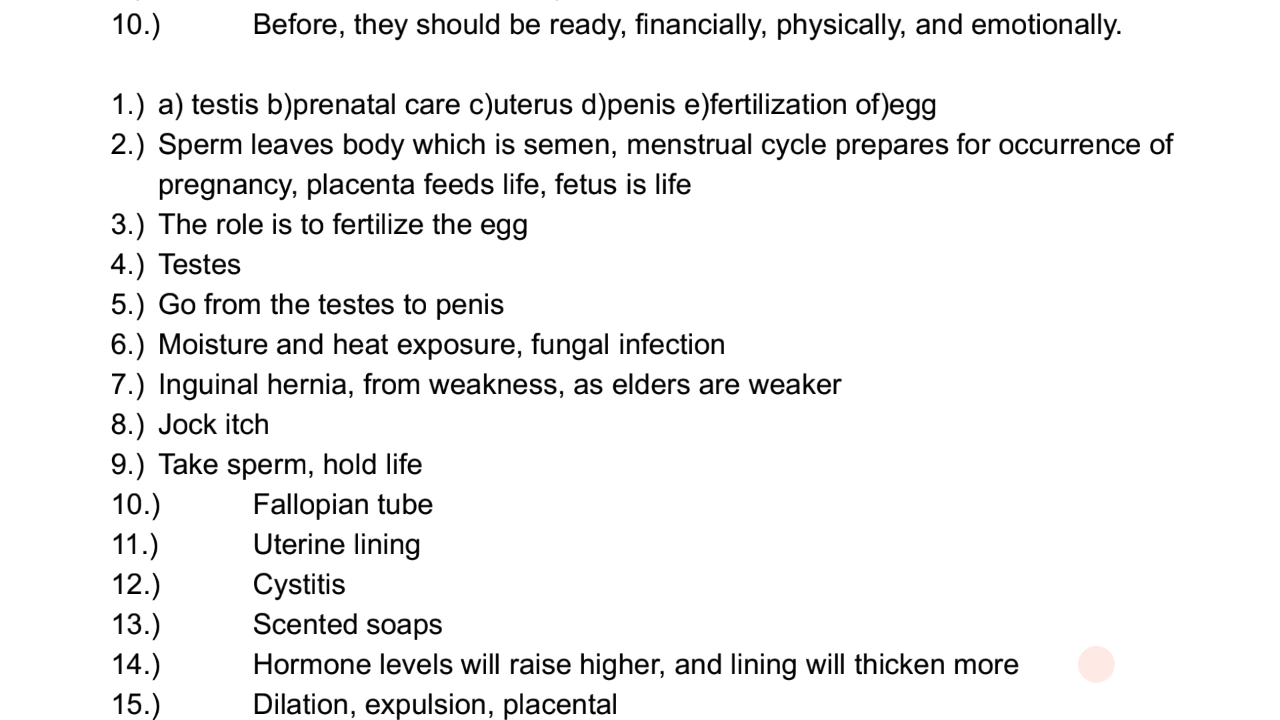 10.) Before, they should be ready, financially, physically, and emotionally.
1.) a) testis b)prenatal care c)uterus d)penis e)fertilization of)egg
2.) Sperm leaves body which is semen, menstrual cycle prepares for occurrence of
pregnancy, placenta feeds life, fetus is life
3.) The role is to fertilize the egg
4.) Testes
5.) Go from the testes to penis
6.) Moisture and heat exposure, fungal infection
7.) Inguinal hernia, from weakness, as elders are weaker
8.) Jock itch
9.) Take sperm, hold life
10.) Fallopian tube
11.) Uterine lining
12.) Cystitis
13.) Scented soaps
14.) Hormone levels will raise higher, and lining will thicken more
15.) Dilation, expulsion, placental